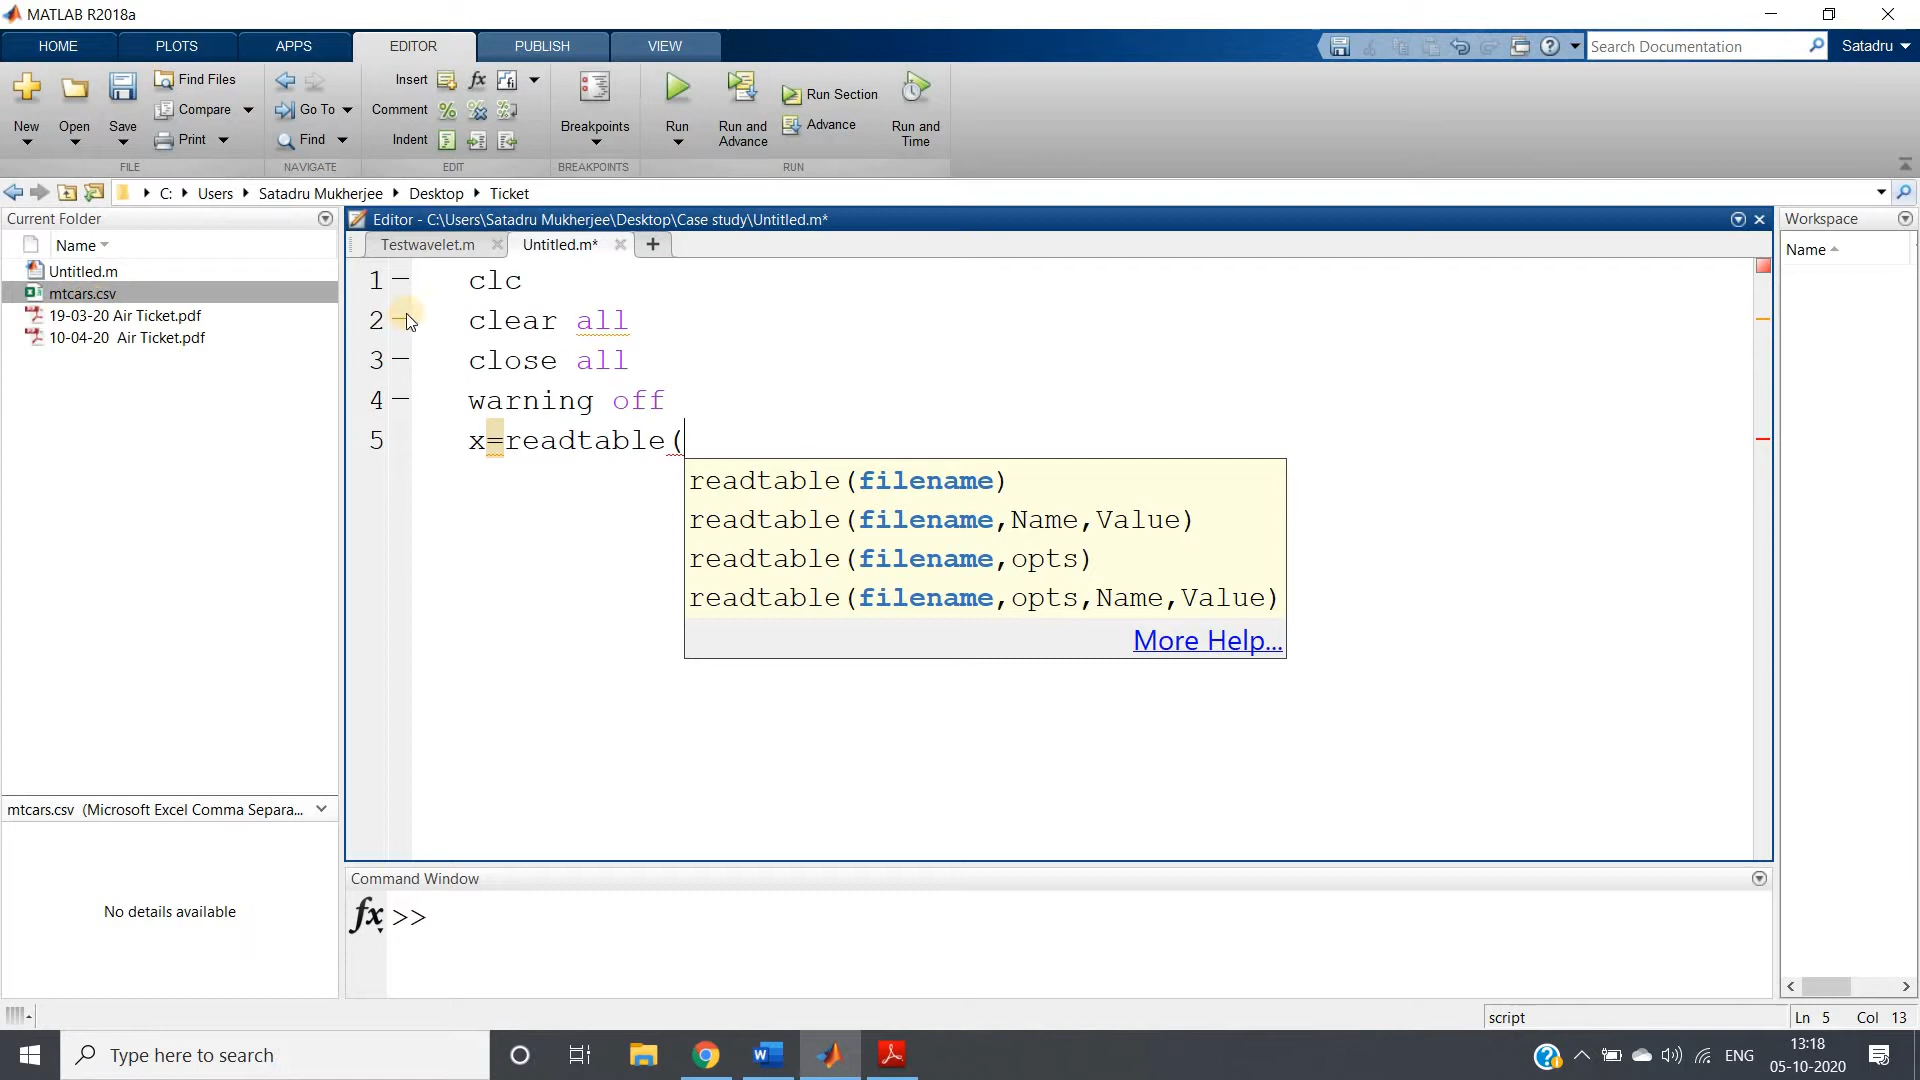 MATLAB R2018a
HOME PLOTS APPS EDITOR PUBLISH VIEW Search Documentation Satadru
New Open Save Find Files Compare Print Go To Find Insert Comment Indent Breakpoints Run Run and Advance Run Section Advance Run and Time
FILE NAVIGATE EDIT BREAKPOINTS RUN
C: Users Satadru Mukherjee Desktop Ticket
Current Folder
Name
Untitled.m
mtcars.csv
19-03-20 Air Ticket.pdf
10-04-20 Air Ticket.pdf
mtcars.csv (Microsoft Excel Comma Separa...
No details available
Editor - C:\Users\Satadru Mukherjee\Desktop\Case study\Untitled.m*
Testwavelet.m Untitled.m*
1 clc
2 clear all
3 close all
4 warning off
5 x=readtable(
readtable(filename)
readtable(filename,Name,Value)
readtable(filename,opts)
readtable(filename,opts,Name,Value)
More Help...
Command Window
fx >>
Workspace
Name
script Ln 5 Col 13
Type here to search
ENG
13:18
05-10-2020